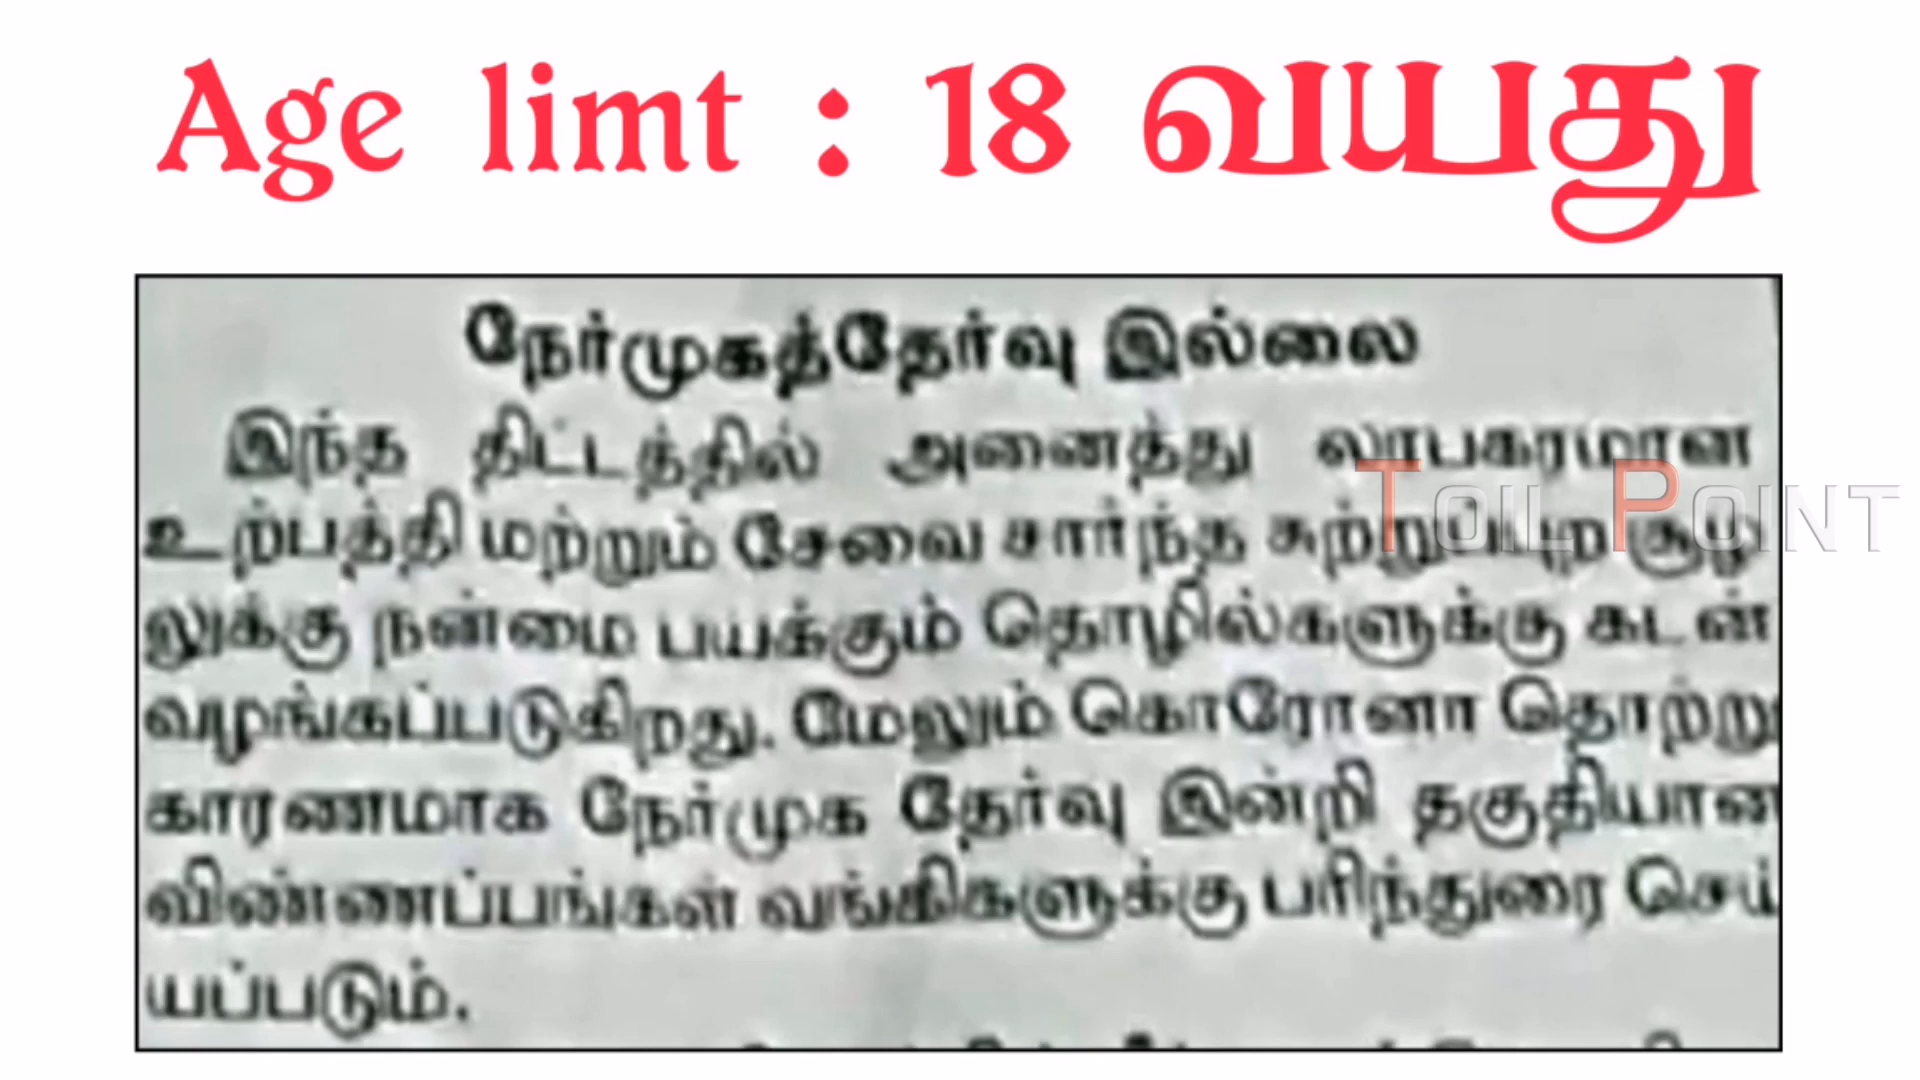 Age limt : 18 வயது
நேர்முகத்தேர்வு இல்லை
இந்த திட்டத்தில் அனைத்து லாபகரமான
உற்பத்தி மற்றும் சேவை சார்ந்த சுற்றுப்புற சூழ
லுக்கு நன்மை பயக்கும் தொழில்களுக்கு கடன்
வழங்கப்படுகிறது. மேலும் கொரோனா தொற்று
காரணமாக நேர்முக தேர்வு இன்றி தகுதியான
விண்ணப்பங்கள் வங்கிகளுக்கு பரிந்துரை செய்
யப்படும்.
TOIL POINT